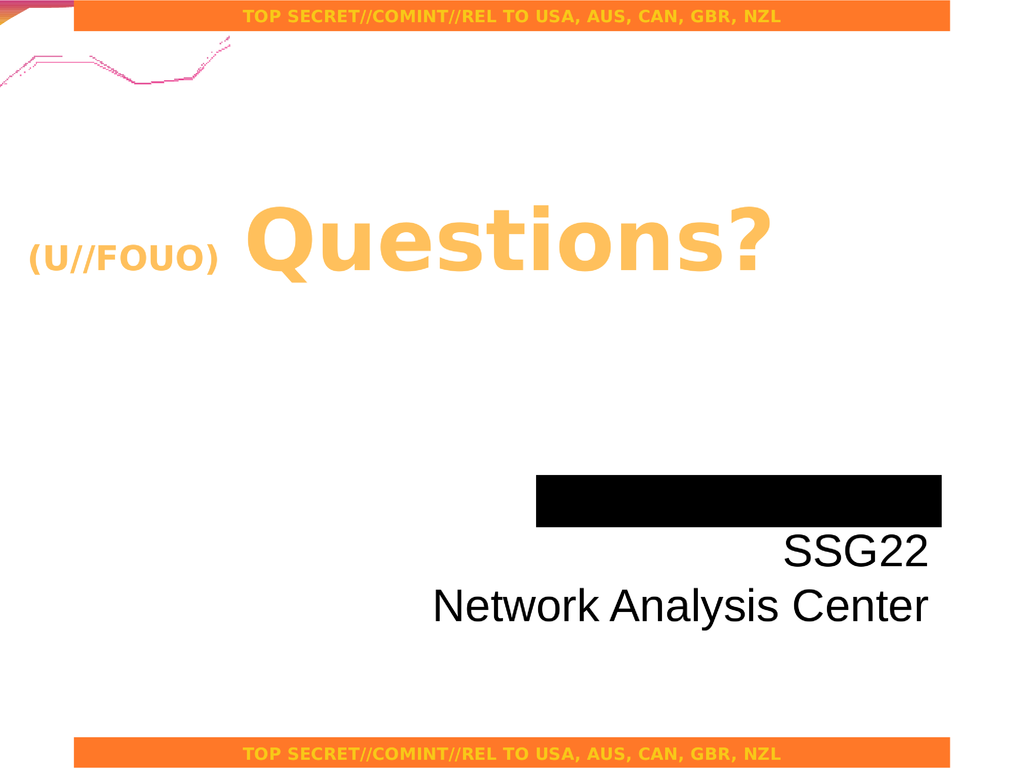 TOP SECRET//COMINT//REL TO USA, AUS, CAN, GBR, NZL
(U//FOUO) Questions?
SSG22
Network Analysis Center
TOP SECRET//COMINT//REL TO USA, AUS, CAN, GBR, NZL